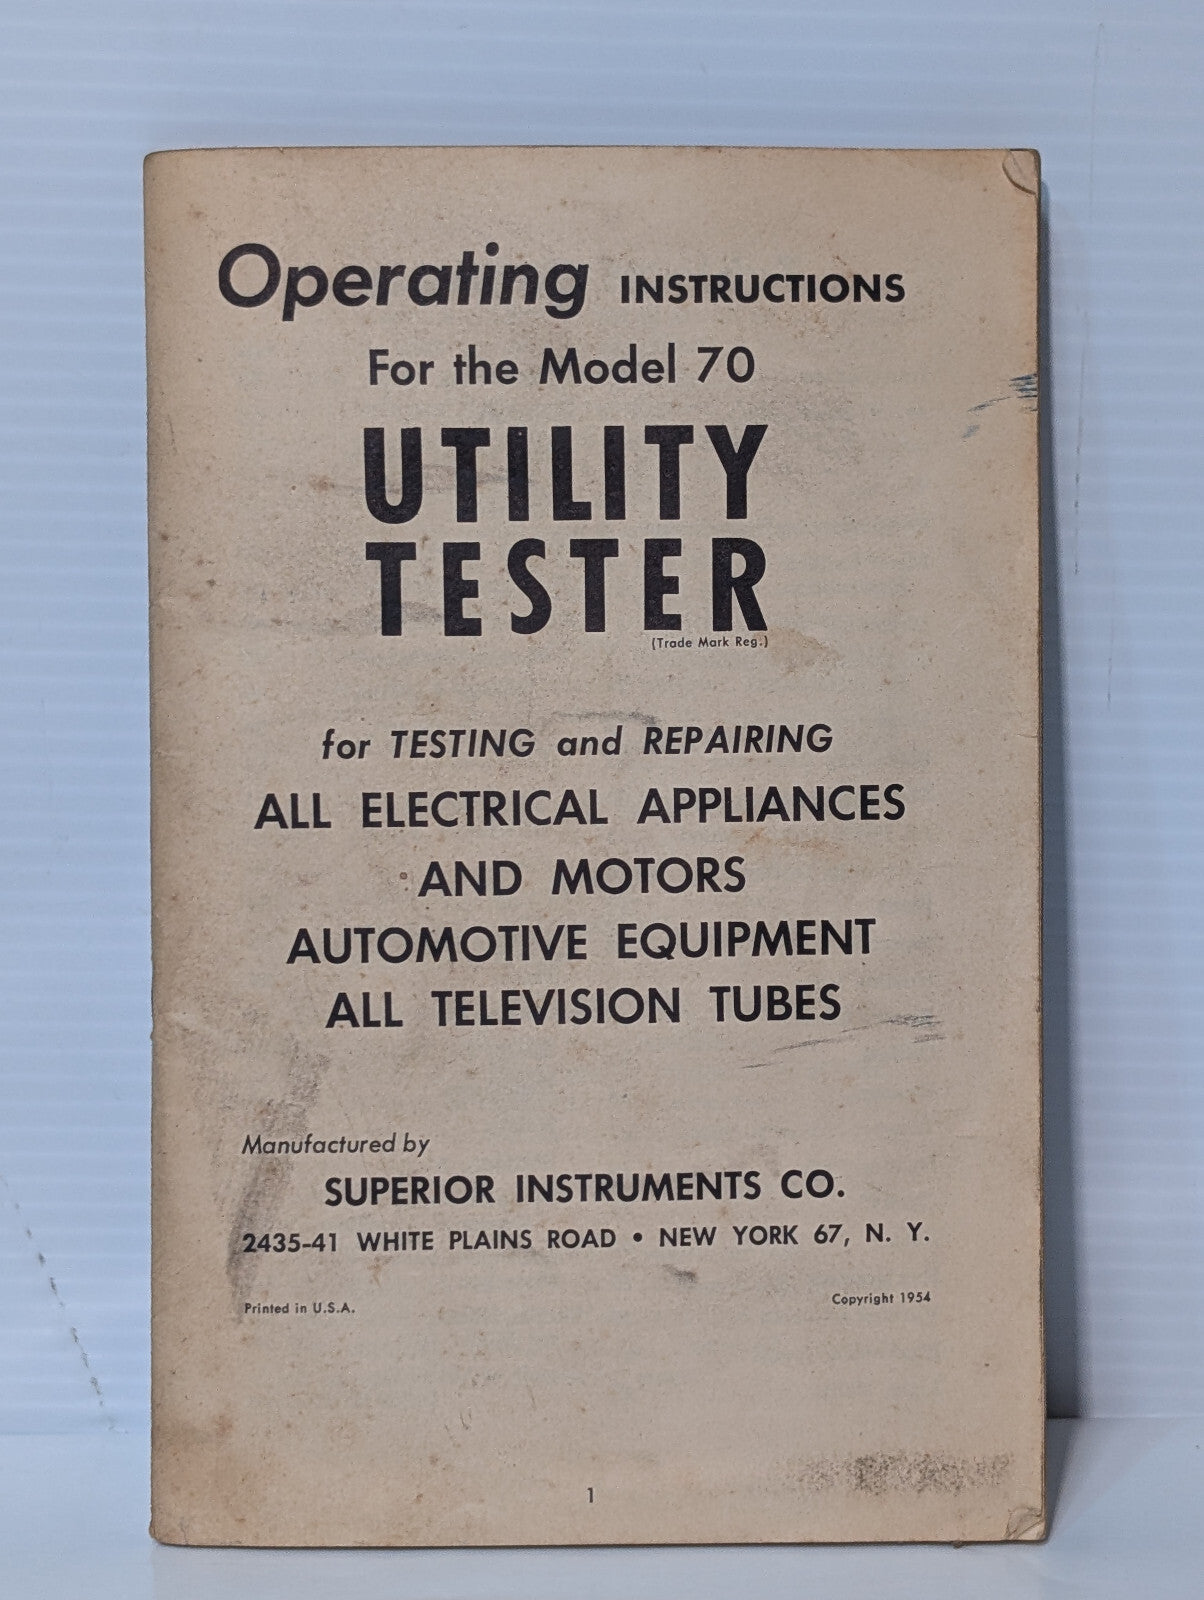 Operating INSTRUCTIONS
For the Model 70
UTILITY
TESTER
(Trade Mark Reg.)
for TESTING and REPAIRING
ALL ELECTRICAL APPLIANCES
AND MOTORS
AUTOMOTIVE EQUIPMENT
ALL TELEVISION TUBES
Manufactured by
SUPERIOR INSTRUMENTS CO.
2435-41 WHITE PLAINS ROAD • NEW YORK 67, N. Y.
Printed in U.S.A. Copyright 1954
1